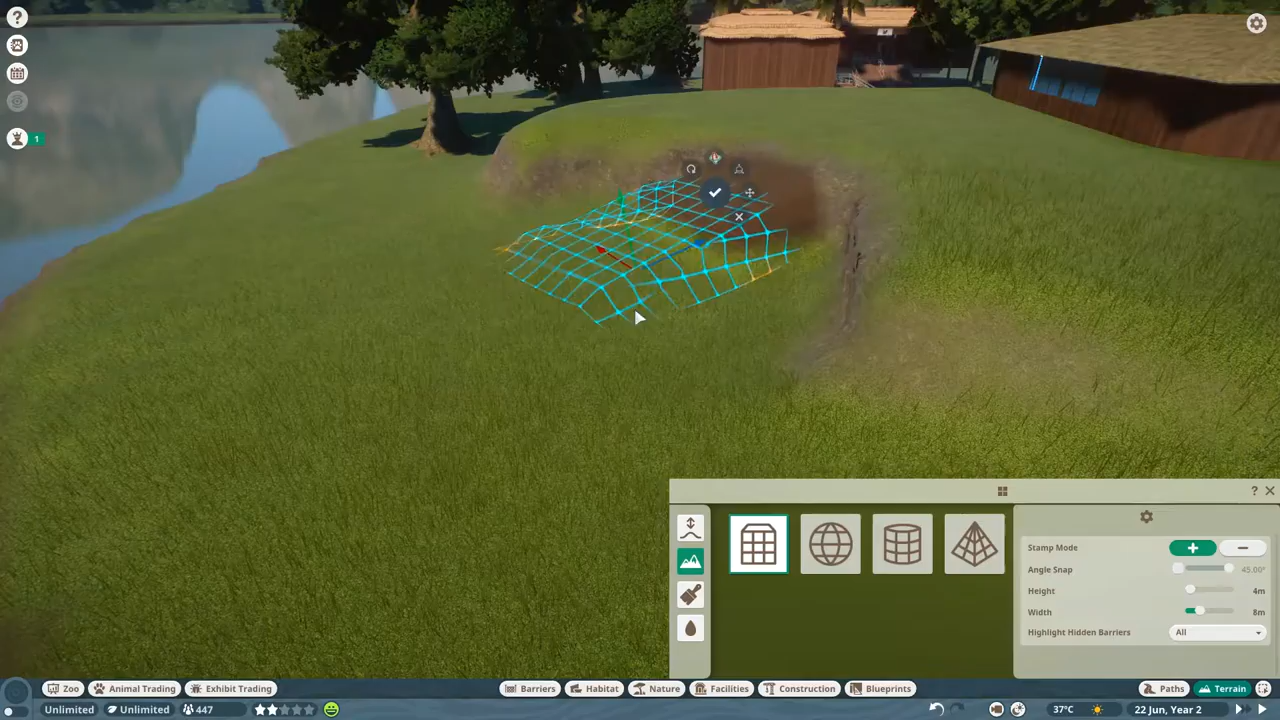 ?
1
? ×
Stamp Mode + −
Angle Snap 45.00°
Height 4m
Width 8m
Highlight Hidden Barriers All
Zoo Animal Trading Exhibit Trading Barriers Habitat Nature Facilities Construction Blueprints Paths Terrain
Unlimited Unlimited 447 37°C 22 Jun, Year 2